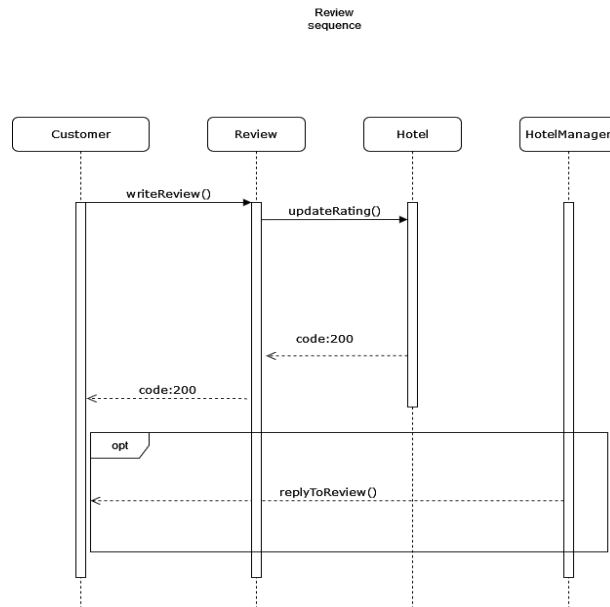 Review
sequence
Customer
Review
Hotel
HotelManager
writeReview()
updateRating()
code:200
code:200
opt
replyToReview()